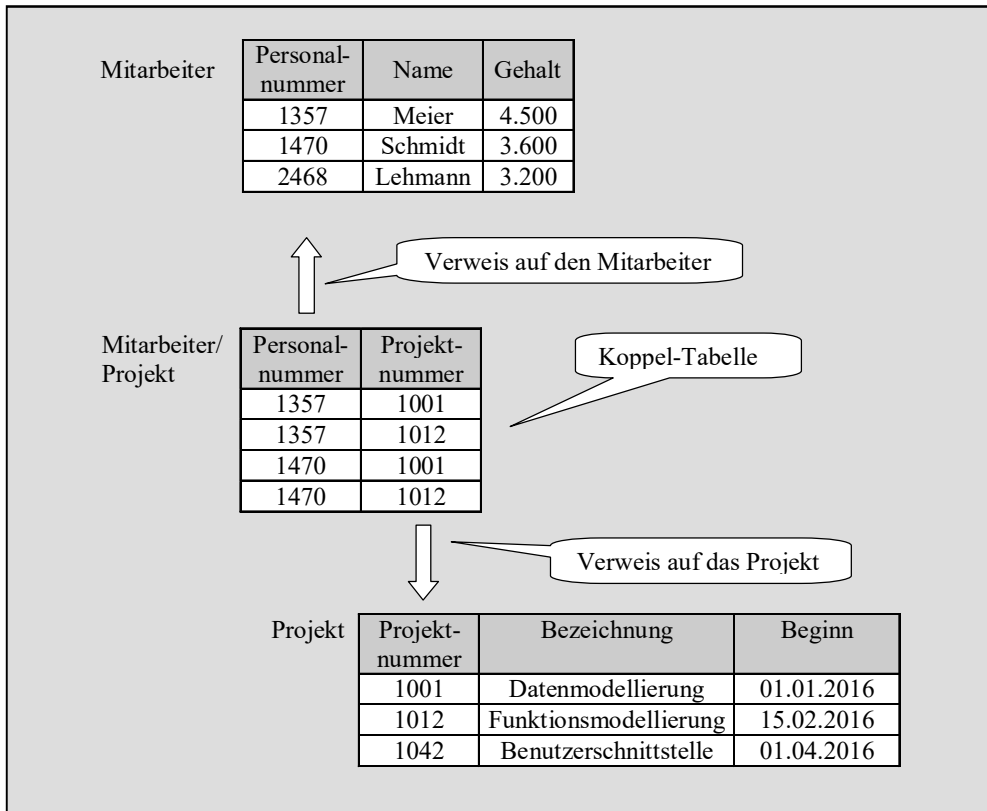 Mitarbeiter
Personal- Name Gehalt
nummer
1357 Meier 4.500
1470 Schmidt 3.600
2468 Lehmann 3.200
Verweis auf den Mitarbeiter
Mitarbeiter/
Projekt
Personal- Projekt-
nummer nummer
1357 1001
1357 1012
1470 1001
1470 1012
Koppel-Tabelle
Verweis auf das Projekt
Projekt
Projekt- Bezeichnung Beginn
nummer
1001 Datenmodellierung 01.01.2016
1012 Funktionsmodellierung 15.02.2016
1042 Benutzerschnittstelle 01.04.2016